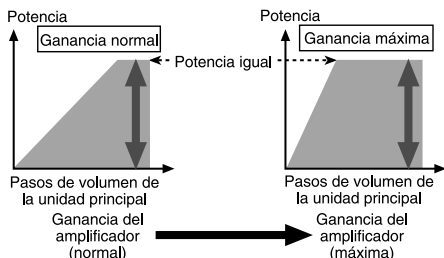 Potencia
Ganancia normal
Potencia igual
Pasos de volumen de
la unidad principal
Ganancia del
amplificador
(normal)
Potencia
Ganancia máxima
Pasos de volumen de
la unidad principal
Ganancia del
amplificador
(máxima)